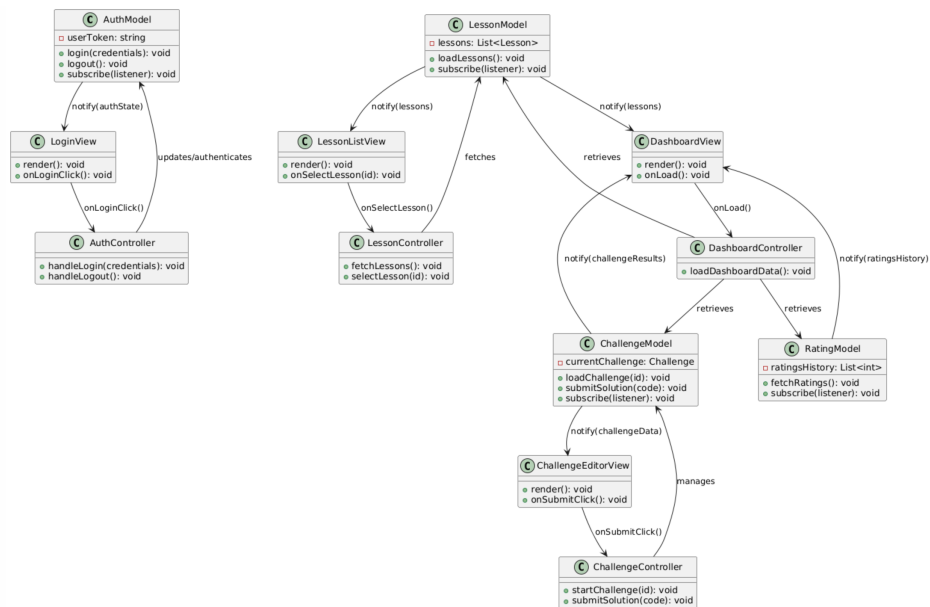 C AuthModel
userToken: string
login(credentials): void
logout(): void
subscribe(listener): void
C LessonModel
lessons: List<Lesson>
loadLessons(): void
subscribe(listener): void
notify(authState)
notify(lessons)
notify(lessons)
C LoginView
render(): void
onLoginClick(): void
C LessonListView
render(): void
onSelectLesson(id): void
C DashboardView
render(): void
onLoad(): void
updates/authenticates
fetches
retrieves
onLoginClick()
onSelectLesson()
onLoad()
C AuthController
handleLogin(credentials): void
handleLogout(): void
C LessonController
fetchLessons(): void
selectLesson(id): void
C DashboardController
loadDashboardData(): void
notify(challengeResults)
notify(ratingsHistory)
retrieves
retrieves
C ChallengeModel
currentChallenge: Challenge
loadChallenge(id): void
submitSolution(code): void
subscribe(listener): void
C RatingModel
ratingsHistory: List<int>
fetchRatings(): void
subscribe(listener): void
notify(challengeData)
C ChallengeEditorView
render(): void
onSubmitClick(): void
manages
onSubmitClick()
C ChallengeController
startChallenge(id): void
submitSolution(code): void